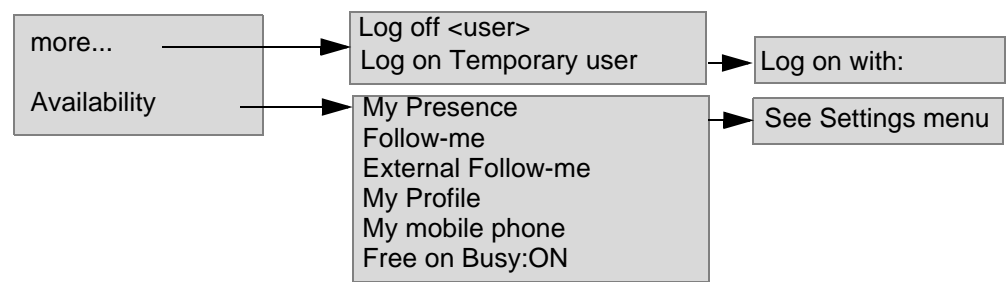 more...
Availability
Log off <user>
Log on Temporary user
Log on with:
My Presence
Follow-me
External Follow-me
My Profile
My mobile phone
Free on Busy:ON
See Settings menu